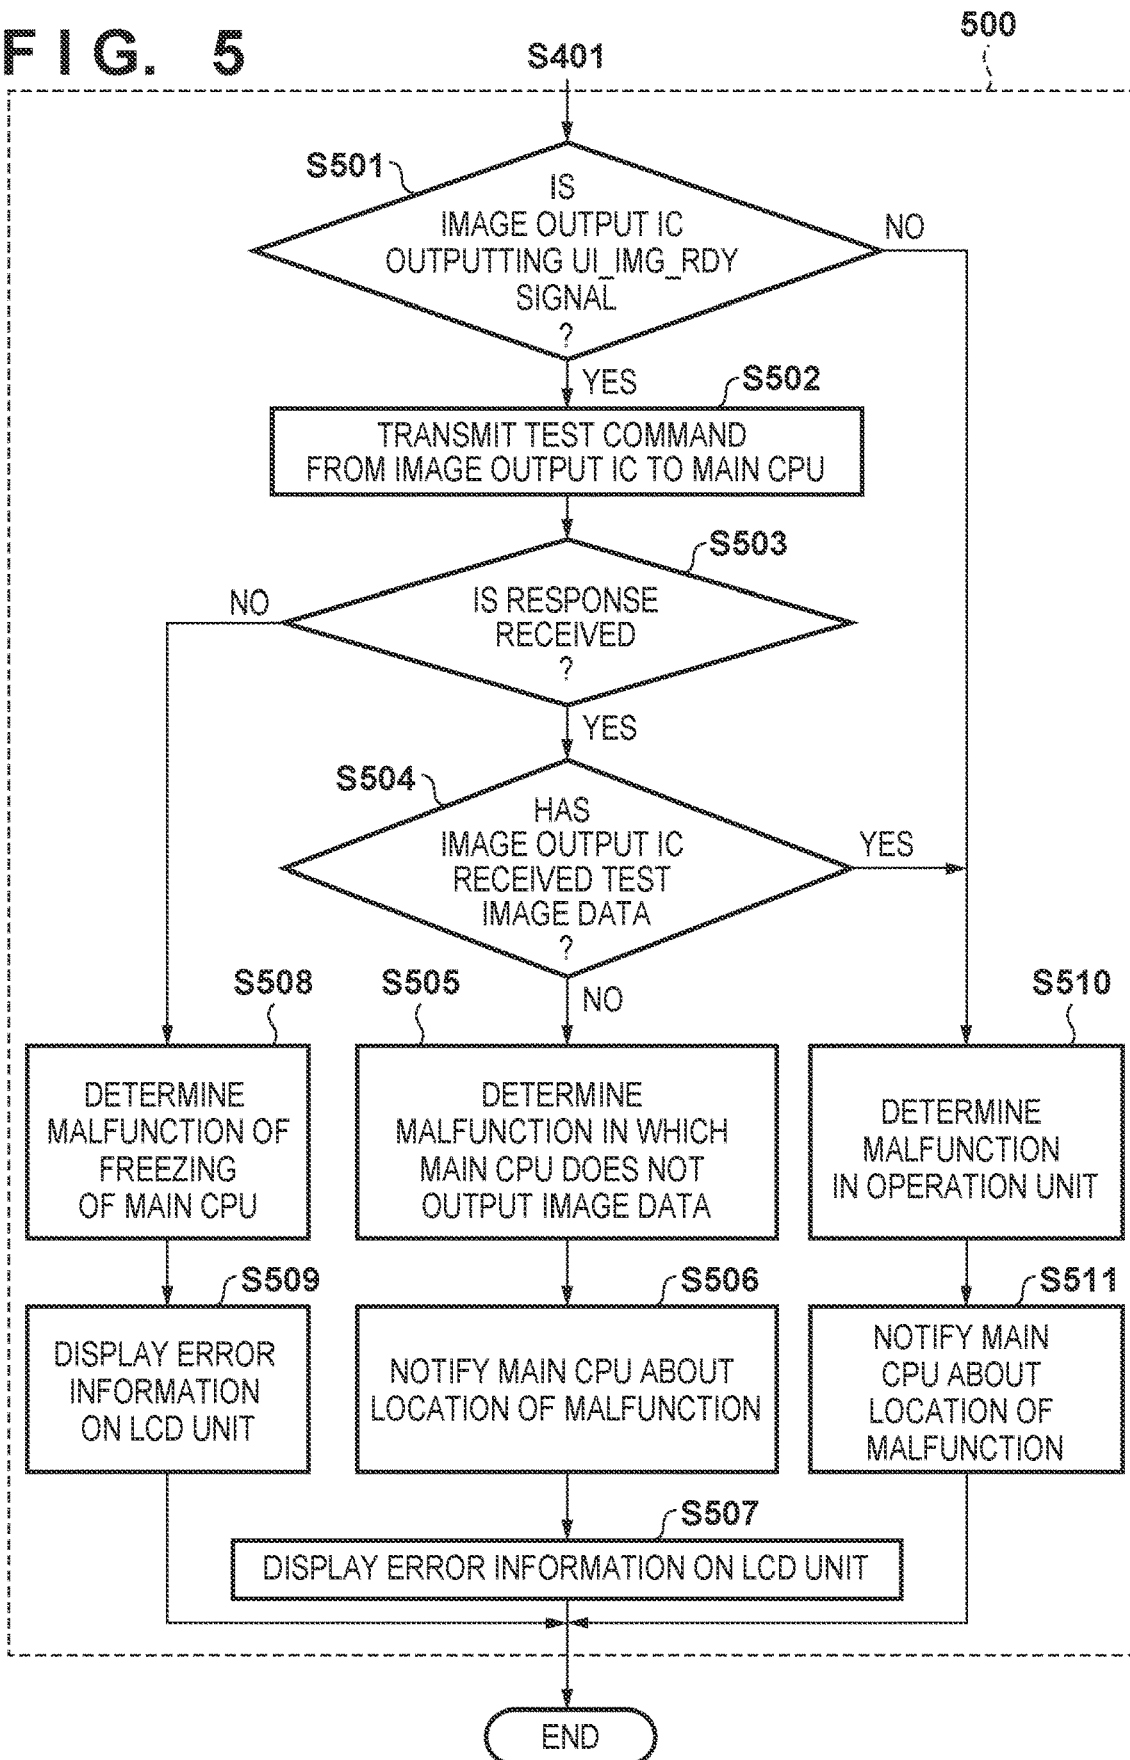 FIG. 5
500
S401
S501
IS
IMAGE OUTPUT IC
OUTPUTTING UI_IMG_RDY
SIGNAL
?
NO
YES
S502
TRANSMIT TEST COMMAND
FROM IMAGE OUTPUT IC TO MAIN CPU
S503
IS RESPONSE
RECEIVED
?
NO
YES
S504
HAS
IMAGE OUTPUT IC
RECEIVED TEST
IMAGE DATA
?
YES
NO
S508
DETERMINE
MALFUNCTION OF
FREEZING
OF MAIN CPU
S505
DETERMINE
MALFUNCTION IN WHICH
MAIN CPU DOES NOT
OUTPUT IMAGE DATA
S510
DETERMINE
MALFUNCTION
IN OPERATION UNIT
S509
DISPLAY ERROR
INFORMATION
ON LCD UNIT
S506
NOTIFY MAIN CPU ABOUT
LOCATION OF MALFUNCTION
S511
NOTIFY MAIN
CPU ABOUT
LOCATION OF
MALFUNCTION
S507
DISPLAY ERROR INFORMATION ON LCD UNIT
END